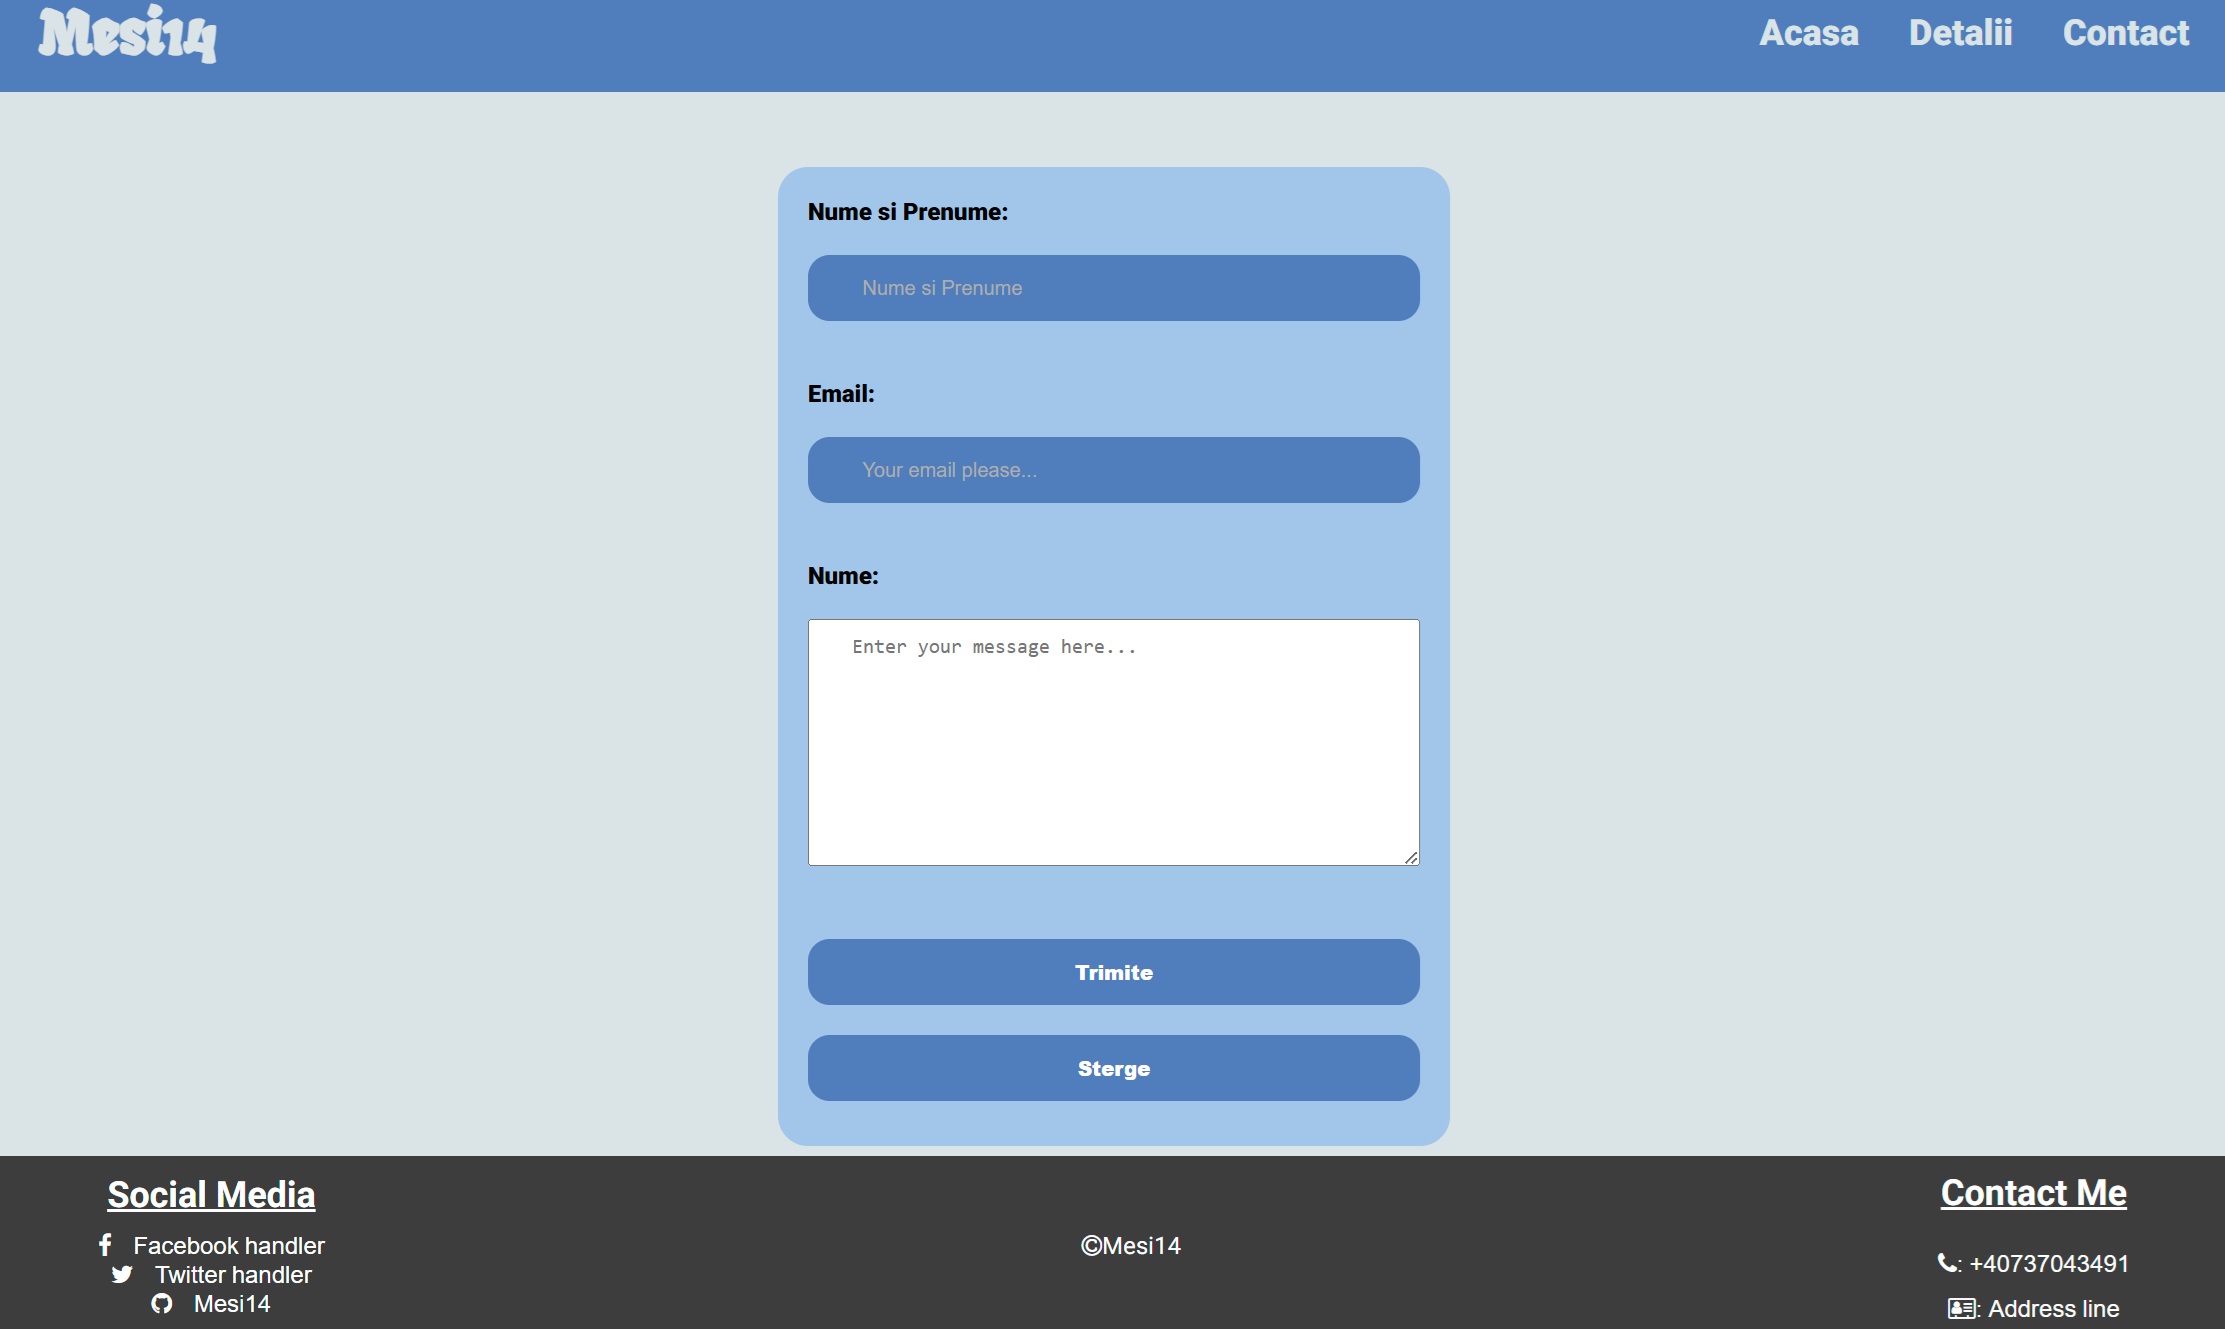 Mesi14
Acasa Detalii Contact
Nume si Prenume:
Nume si Prenume
Email:
Your email please...
Nume:
Enter your message here...
Trimite
Sterge
Social Media
Facebook handler
Twitter handler
Mesi14
©Mesi14
Contact Me
: +40737043491
: Address line